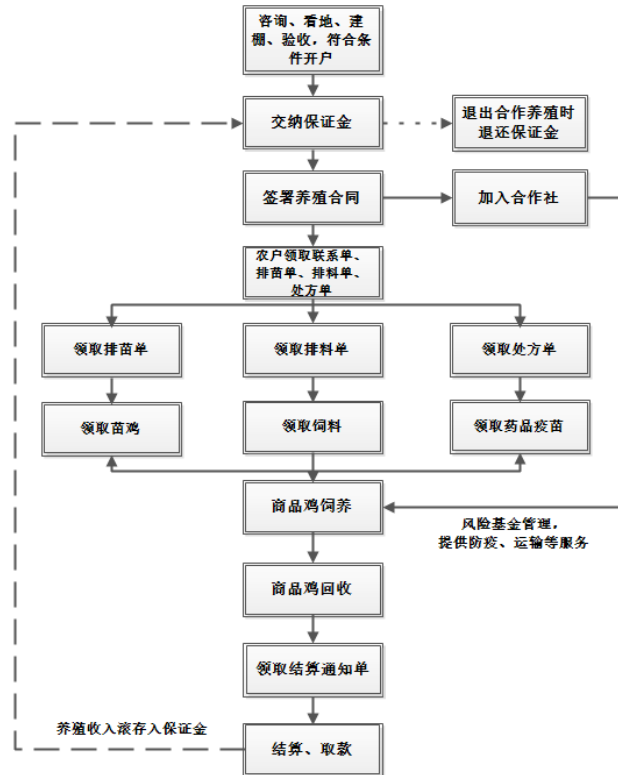 咨询、看地、建
棚、验收，符合条
件开户
交纳保证金
退出合作养殖时
退还保证金
签署养殖合同
加入合作社
农户领取联系单、
排苗单、排料单、
处方单
领取排苗单
领取排料单
领取处方单
领取苗鸡
领取饲料
领取药品疫苗
商品鸡饲养
风险基金管理，
提供防疫、运输等服务
商品鸡回收
领取结算通知单
养殖收入滚存入保证金
结算、取款